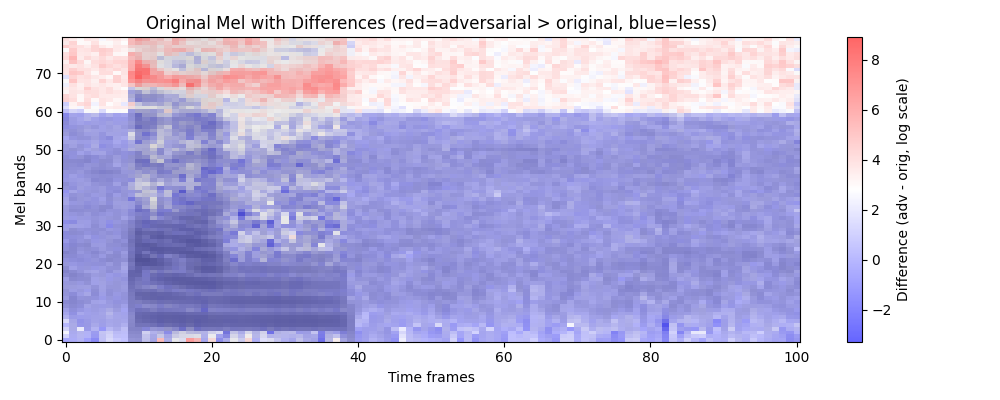 Original Mel with Differences (red=adversarial > original, blue=less)
Mel bands
70
60
50
40
30
20
10
0
0 20 40 60 80 100
Time frames
8
6
4
2
0
−2
Difference (adv - orig, log scale)